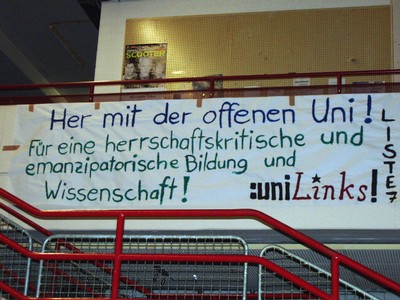 SCOOTER
Her mit der offenen Uni!
Für eine herrschaftskritische und
emanzipatorische Bildung und
Wissenschaft!
:uniLinks!
LISTE 7